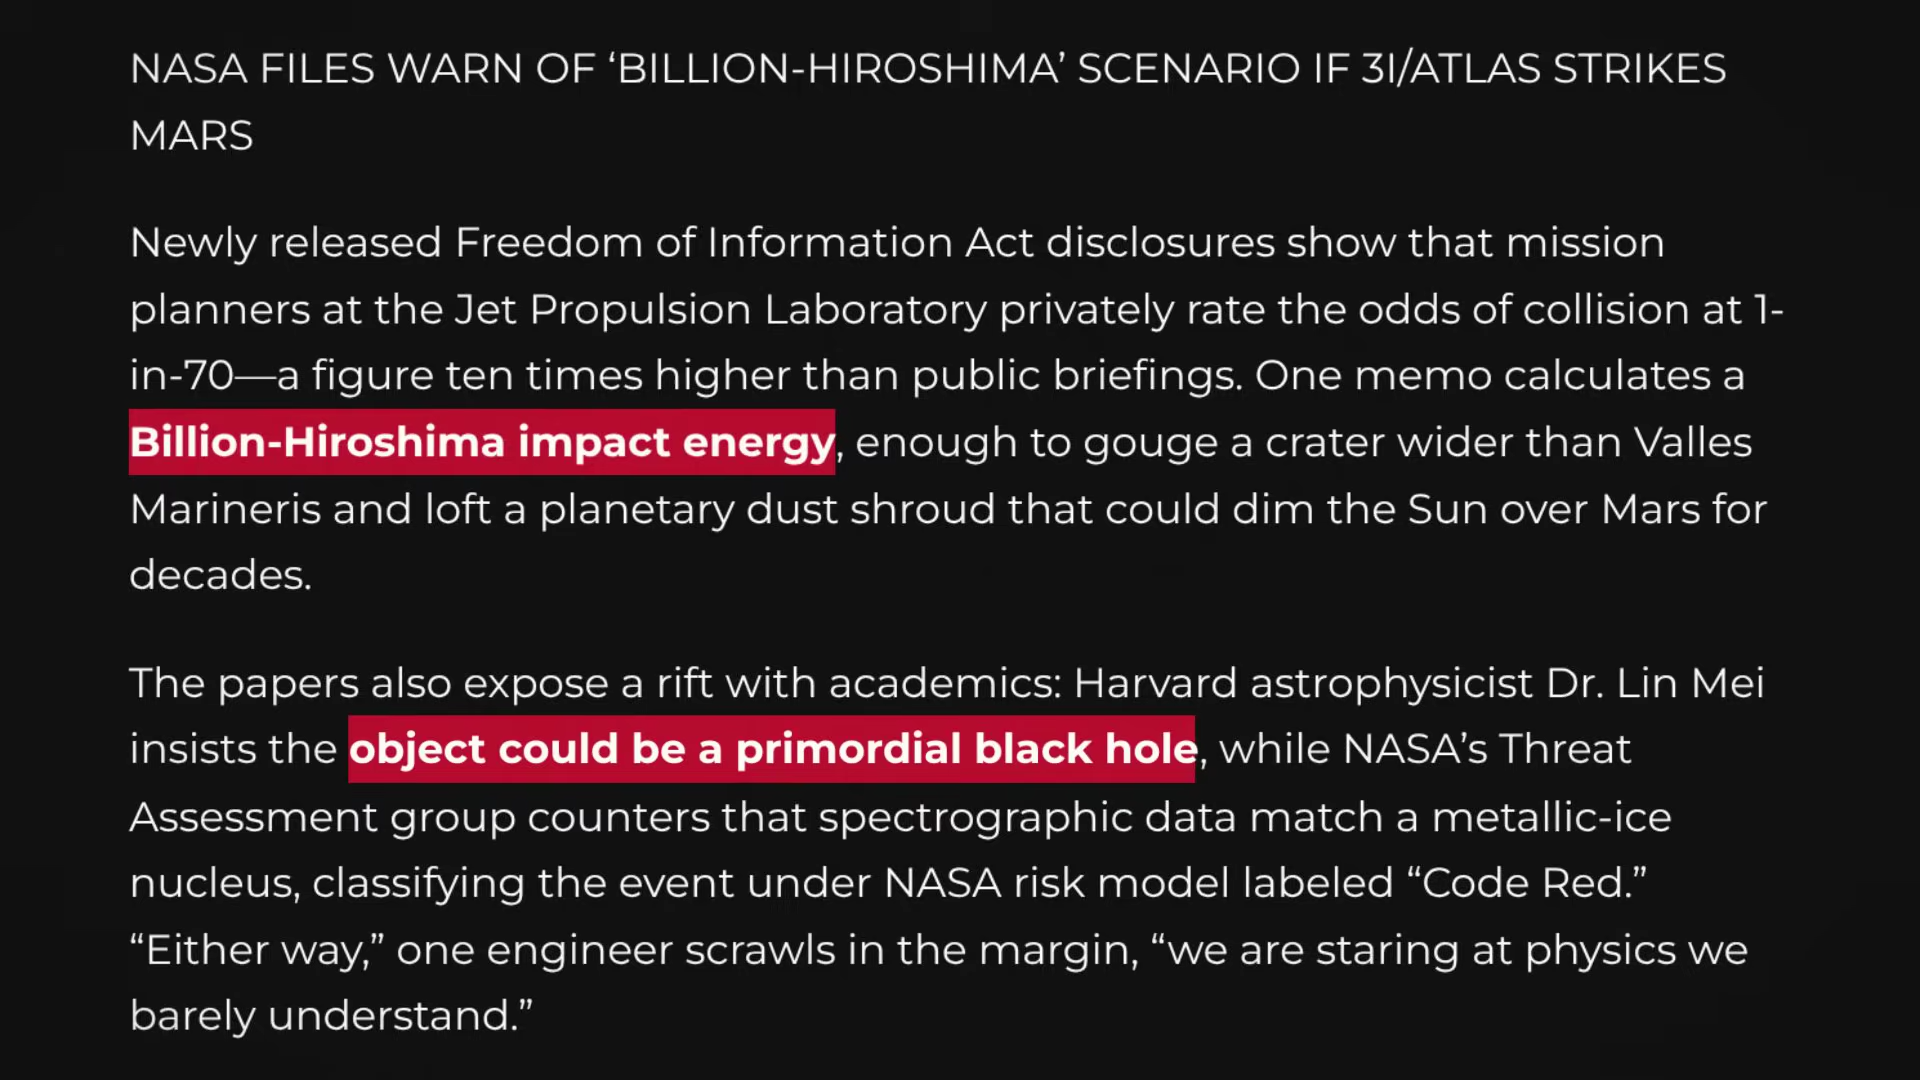 NASA FILES WARN OF ‘BILLION-HIROSHIMA’ SCENARIO IF 3I/ATLAS STRIKES
MARS
Newly released Freedom of Information Act disclosures show that mission
planners at the Jet Propulsion Laboratory privately rate the odds of collision at 1-
in-70—a figure ten times higher than public briefings. One memo calculates a
Billion-Hiroshima impact energy, enough to gouge a crater wider than Valles
Marineris and loft a planetary dust shroud that could dim the Sun over Mars for
decades.
The papers also expose a rift with academics: Harvard astrophysicist Dr. Lin Mei
insists the object could be a primordial black hole, while NASA’s Threat
Assessment group counters that spectrographic data match a metallic-ice
nucleus, classifying the event under NASA risk model labeled “Code Red.”
“Either way,” one engineer scrawls in the margin, “we are staring at physics we
barely understand.”